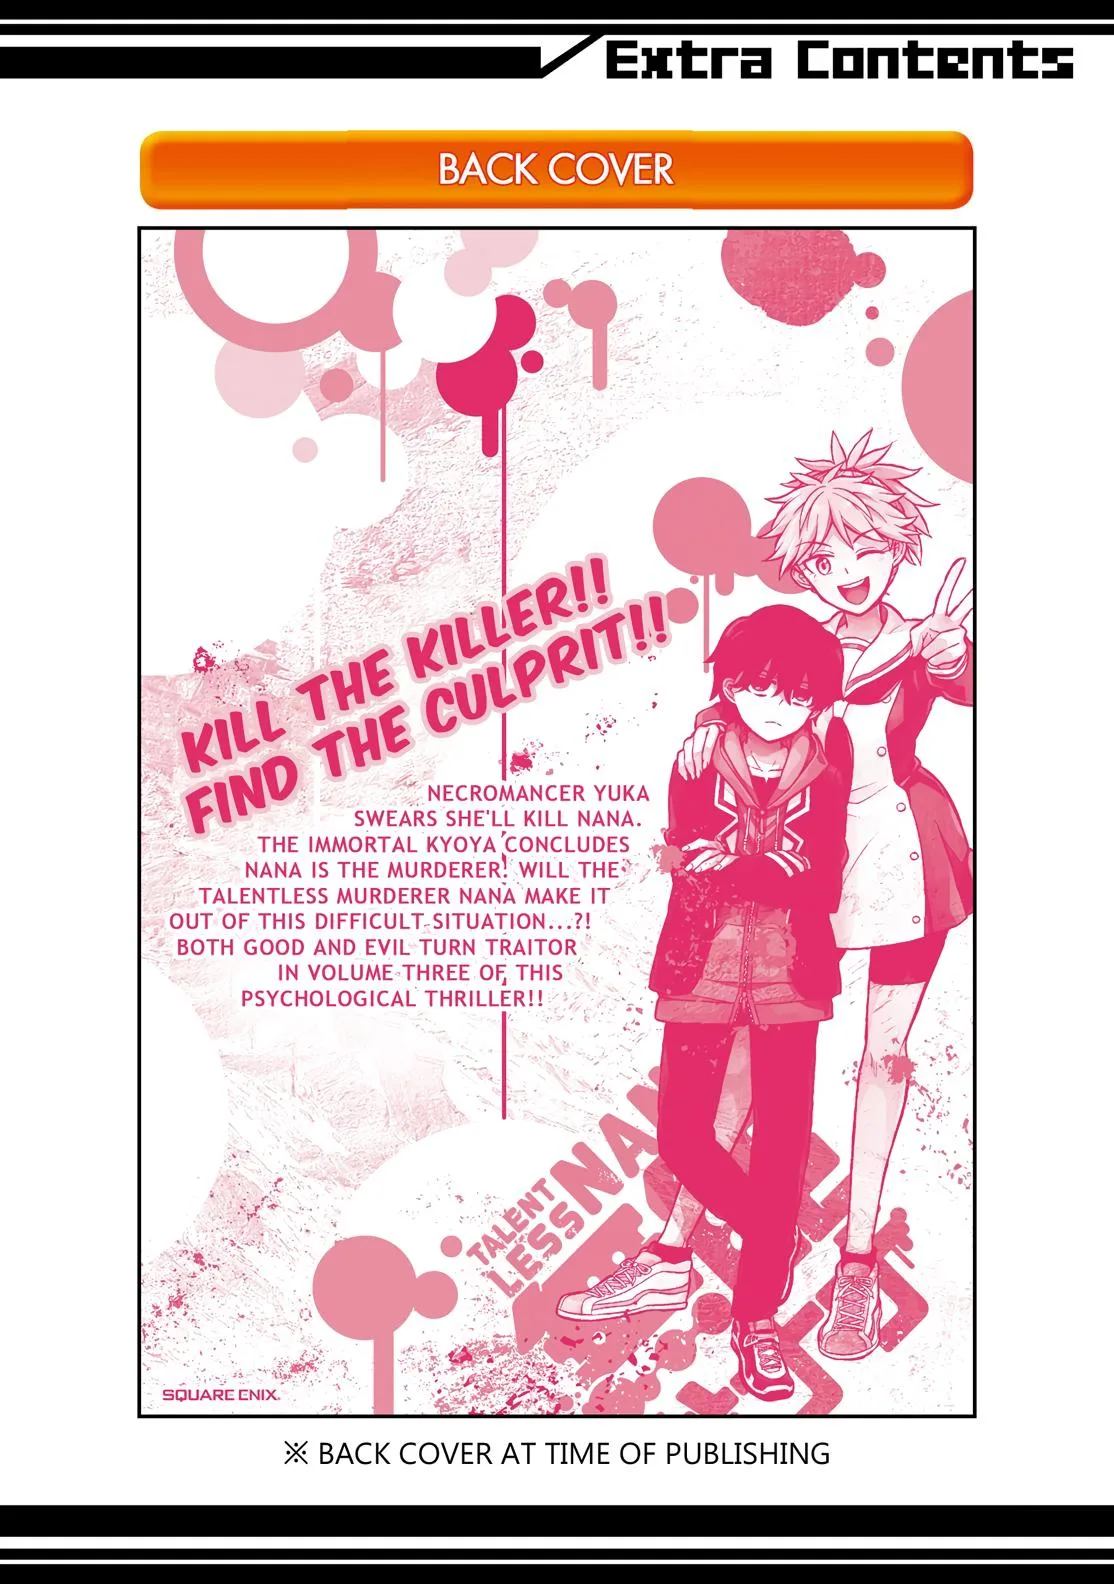 Extra Contents
BACK COVER
KILL THE KILLER!!
FIND THE CULPRIT!!
NECROMANCER YUKA
SWEARS SHE'LL KILL NANA.
THE IMMORTAL KYOYA CONCLUDES
NANA IS THE MURDERER! WILL THE
TALENTLESS MURDERER NANA MAKE IT
OUT OF THIS DIFFICULT SITUATION...?!
BOTH GOOD AND EVIL TURN TRAITOR
IN VOLUME THREE OF THIS
PSYCHOLOGICAL THRILLER!!
TALENT
LESS
SQUARE ENIX.
※ BACK COVER AT TIME OF PUBLISHING